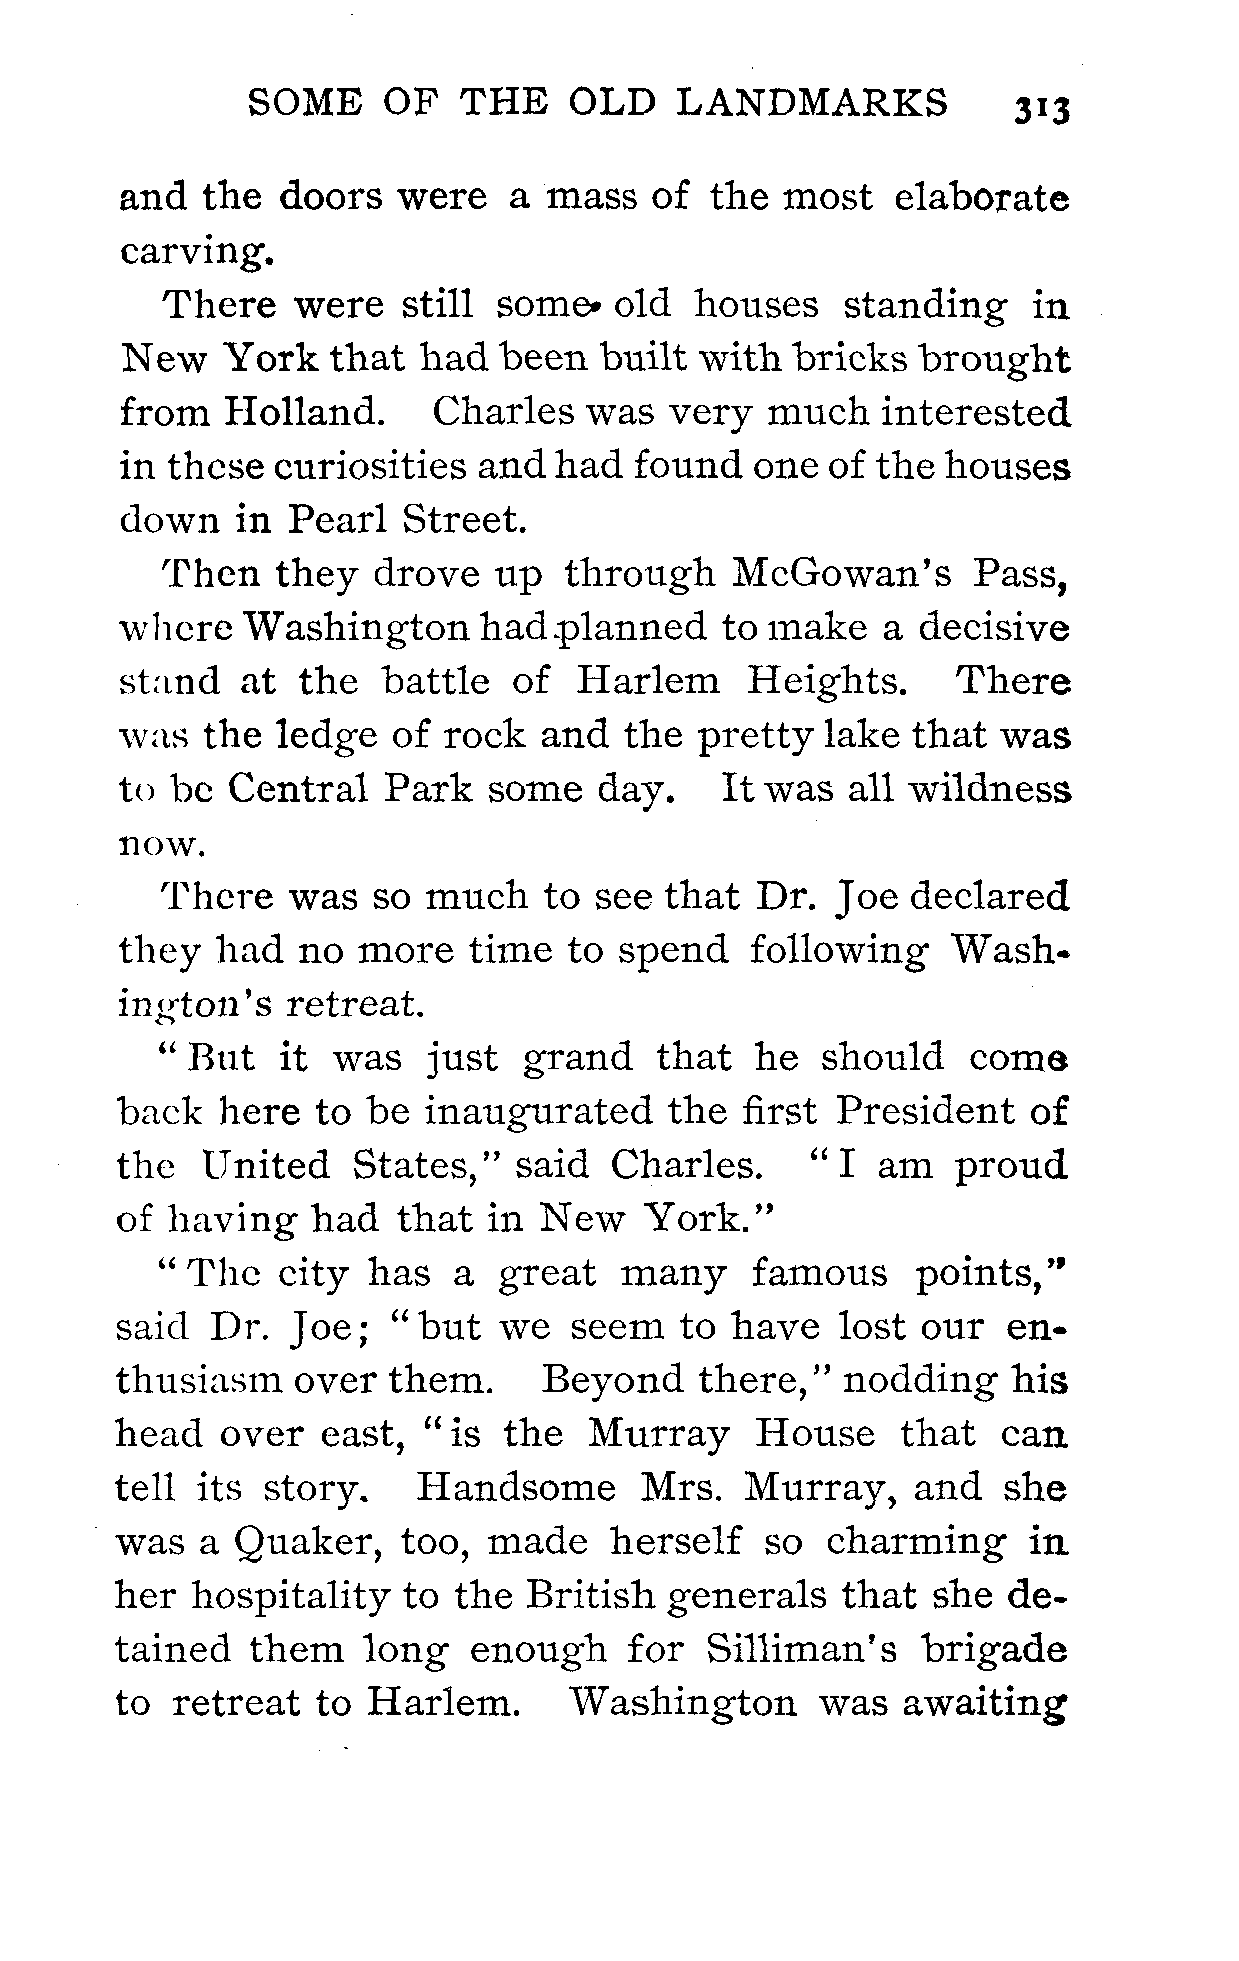 SOME OF THE OLD LANDMARKS 313
and the doors were a mass of the most elaborate
carving.
There were still some old houses standing in
New York that had been built with bricks brought
from Holland. Charles was very much interested
in these curiosities and had found one of the houses
down in Pearl Street.
Then they drove up through McGowan's Pass,
where Washington had planned to make a decisive
stand at the battle of Harlem Heights. There
was the ledge of rock and the pretty lake that was
to be Central Park some day. It was all wildness
now.
There was so much to see that Dr. Joe declared
they had no more time to spend following Wash-
ington's retreat.
"But it was just grand that he should come
back here to be inaugurated the first President of
the United States," said Charles. "I am proud
of having had that in New York."
"The city has a great many famous points,"
said Dr. Joe; "but we seem to have lost our en-
thusiasm over them. Beyond there," nodding his
head over east, "is the Murray House that can
tell its story. Handsome Mrs. Murray, and she
was a Quaker, too, made herself so charming in
her hospitality to the British generals that she de-
tained them long enough for Silliman's brigade
to retreat to Harlem. Washington was awaiting